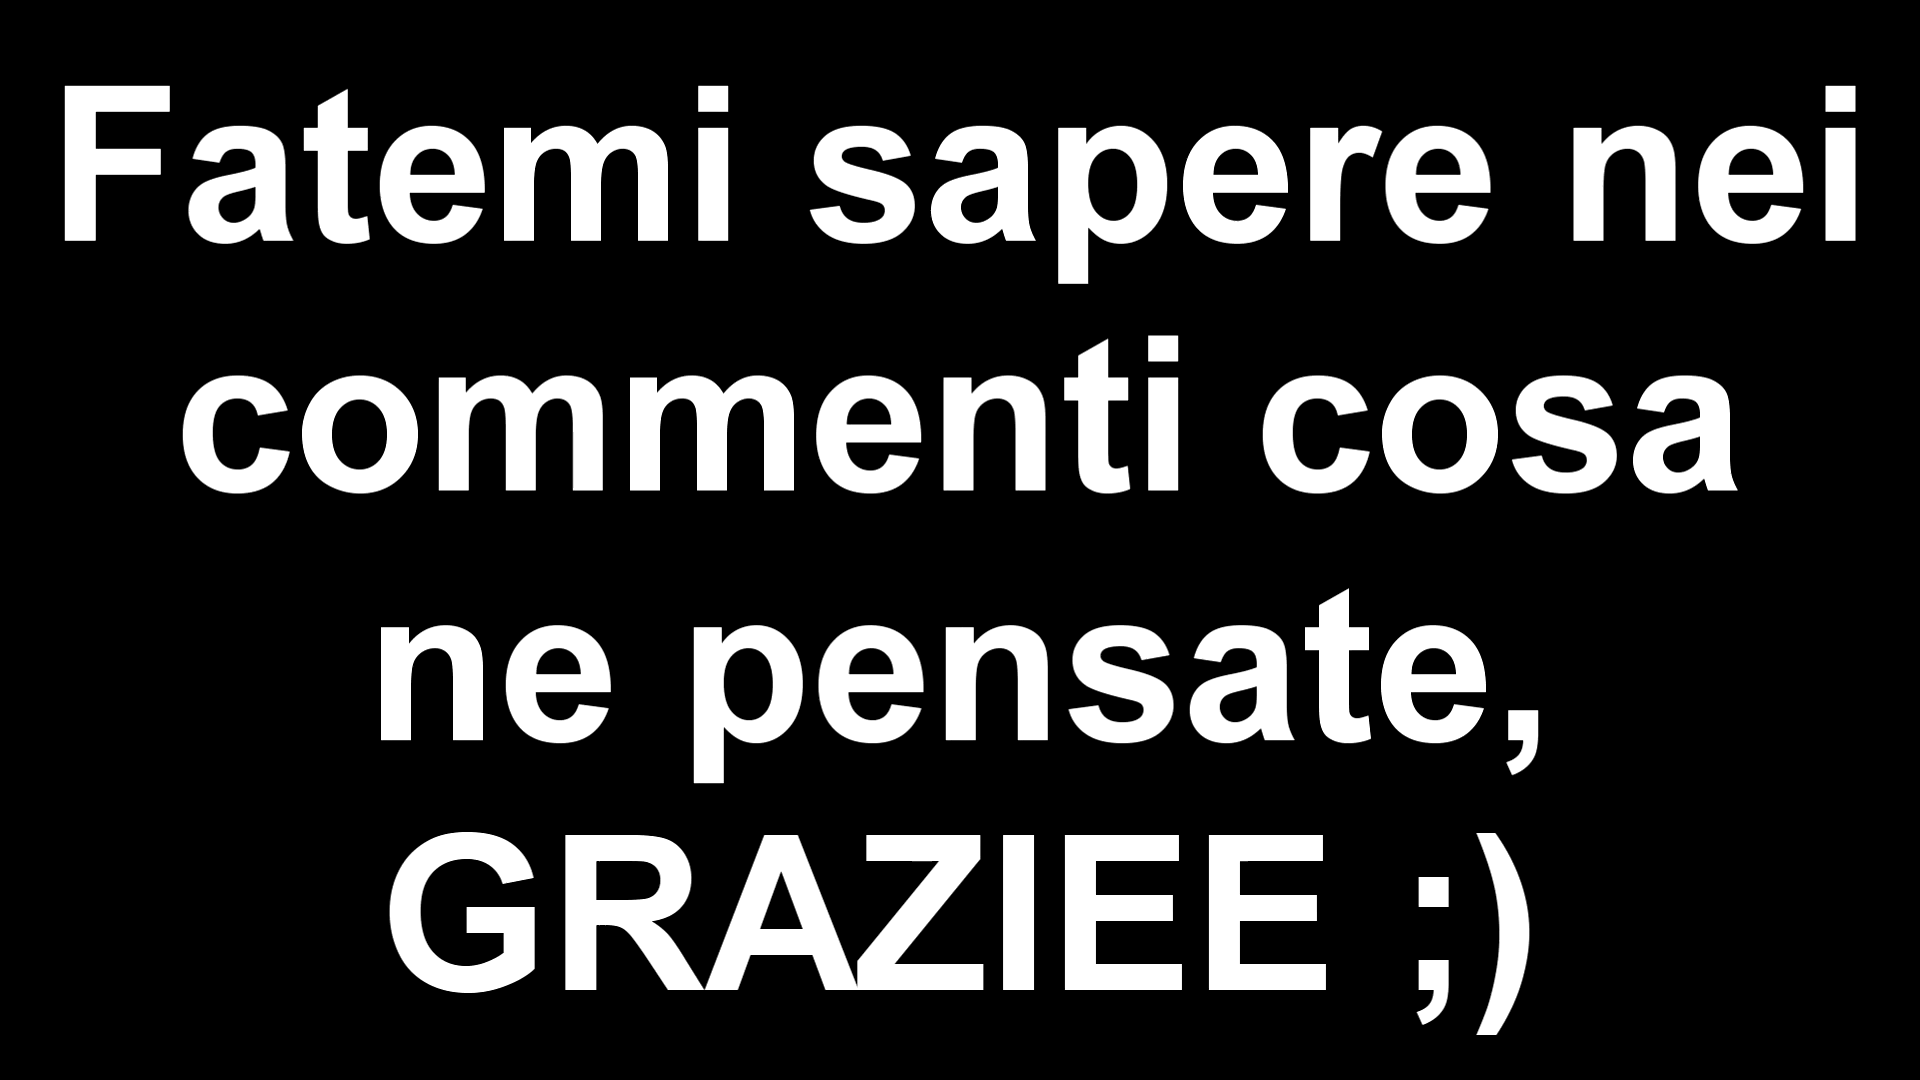 Fatemi sapere nei
commenti cosa
ne pensate,
GRAZIEE ;)